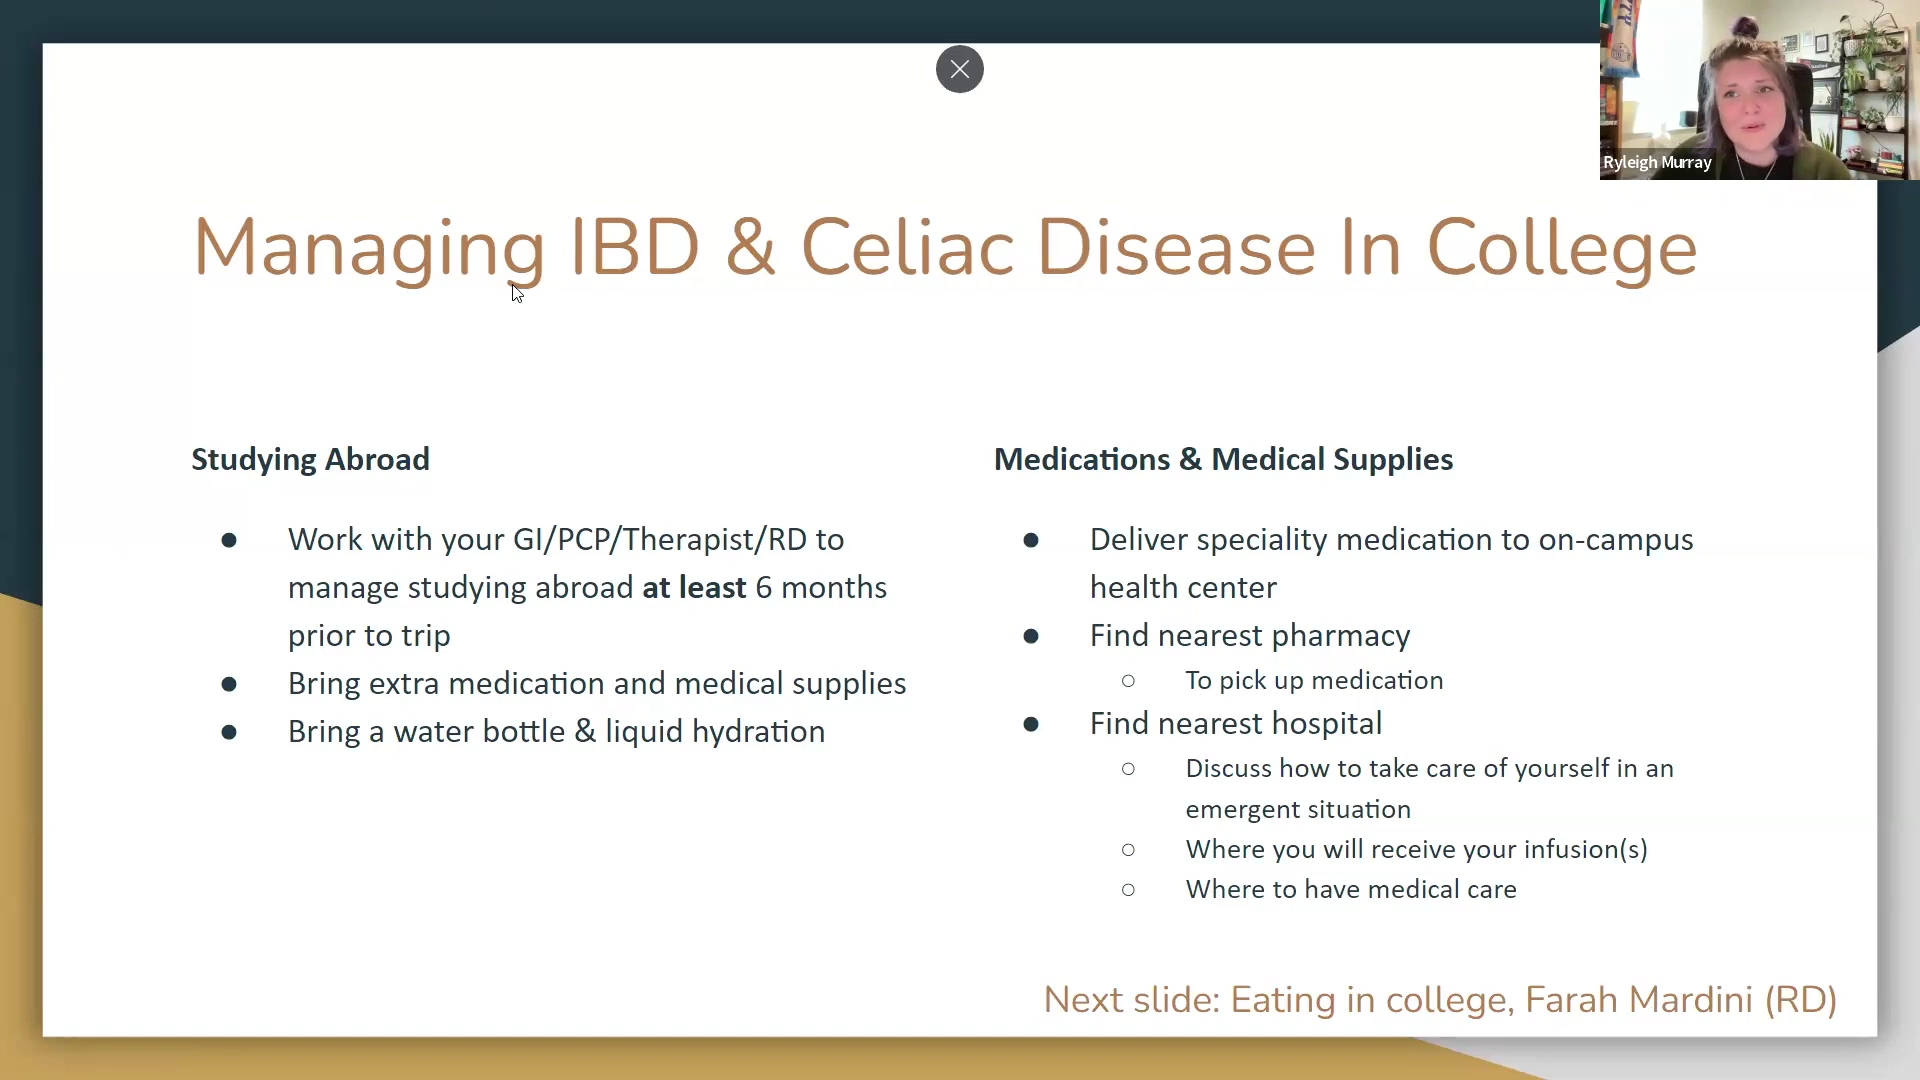 Ryleigh Murray
Managing IBD & Celiac Disease In College
Studying Abroad
● Work with your GI/PCP/Therapist/RD to
manage studying abroad at least 6 months
prior to trip
● Bring extra medication and medical supplies
● Bring a water bottle & liquid hydration
Medications & Medical Supplies
● Deliver speciality medication to on-campus
health center
● Find nearest pharmacy
○ To pick up medication
● Find nearest hospital
○ Discuss how to take care of yourself in an
emergent situation
○ Where you will receive your infusion(s)
○ Where to have medical care
Next slide: Eating in college, Farah Mardini (RD)